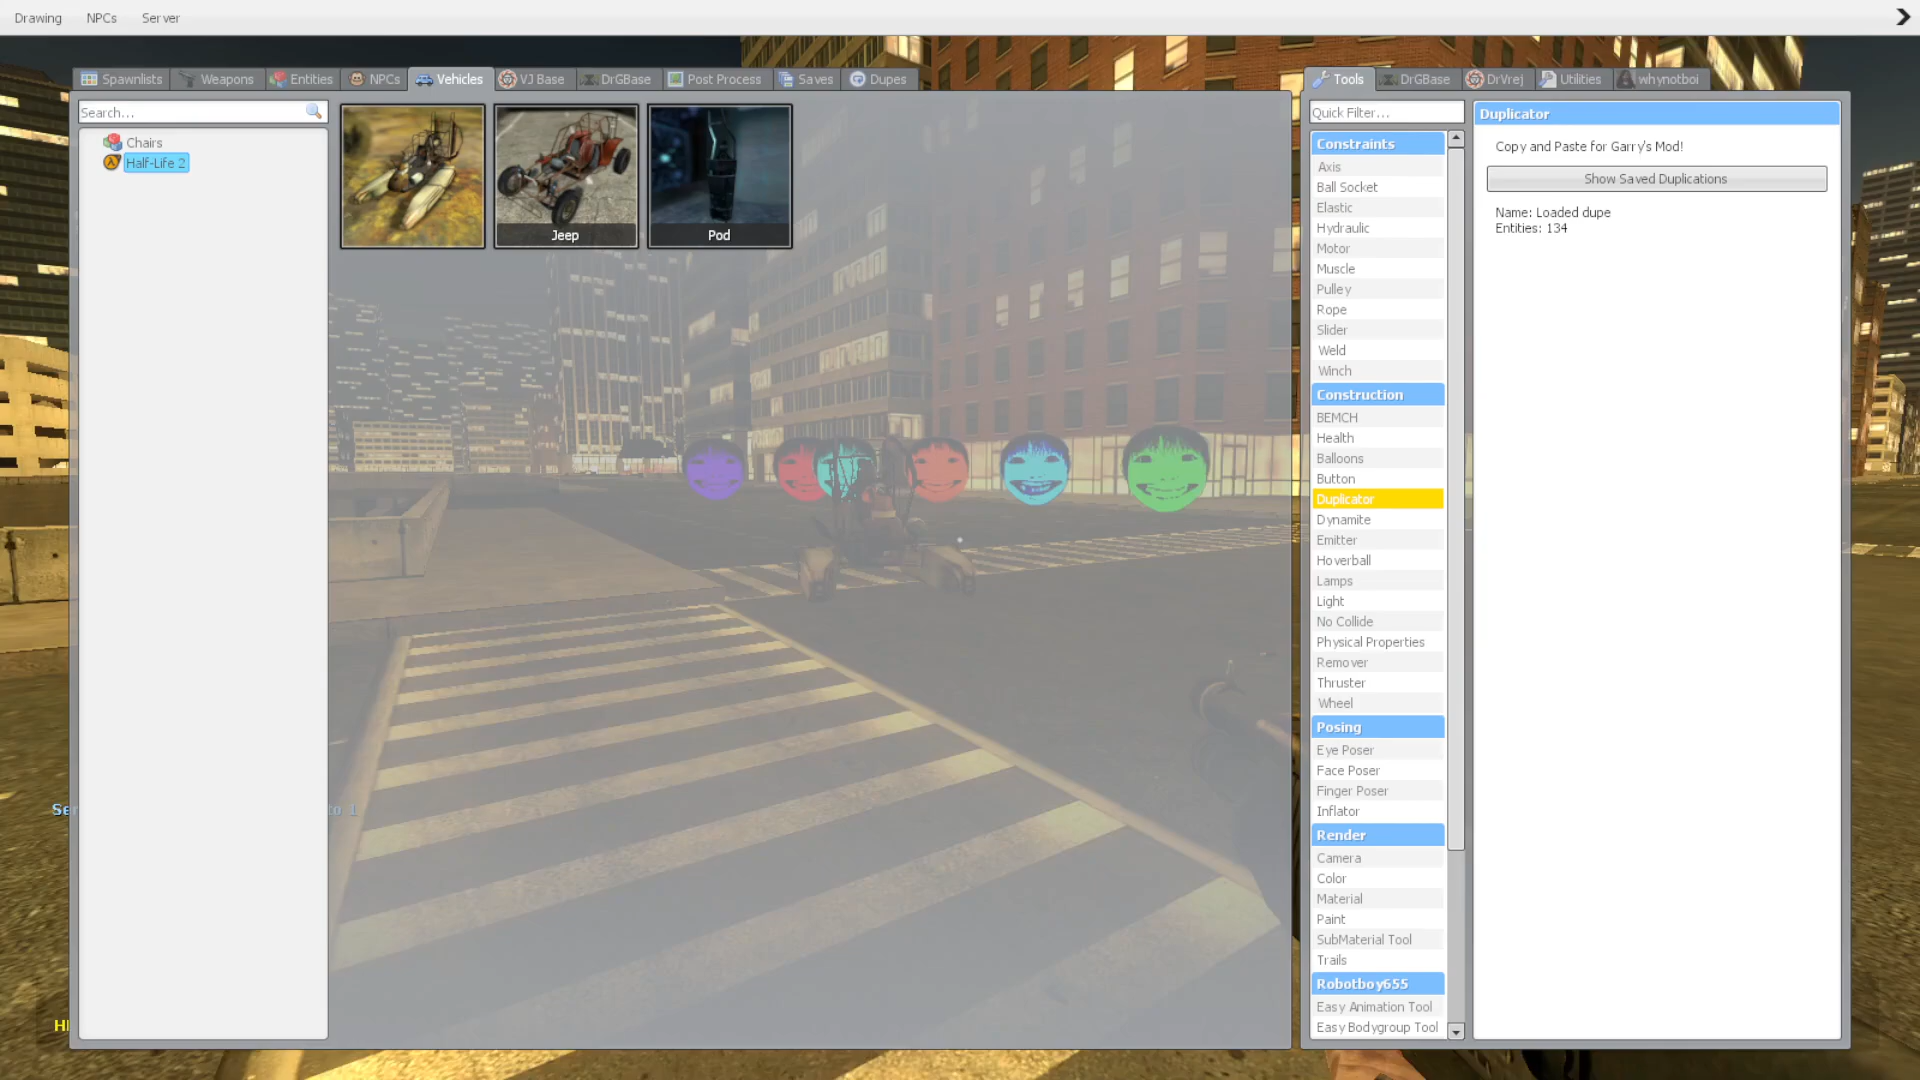 Drawing NPCs Server
Spawnlists Weapons Entities NPCs Vehicles VJ Base DrGBase Post Process Saves Dupes
Tools DrGBase DrVrej Utilities whynotboi
Search...
Quick Filter...
Duplicator
Chairs
Half-Life 2
Jeep
Pod
Constraints
Axis
Ball Socket
Elastic
Hydraulic
Motor
Muscle
Pulley
Rope
Slider
Weld
Winch
Construction
BEMCH
Health
Balloons
Button
Duplicator
Dynamite
Emitter
Hoverball
Lamps
Light
No Collide
Physical Properties
Remover
Thruster
Wheel
Posing
Eye Poser
Face Poser
Finger Poser
Inflator
Render
Camera
Color
Material
Paint
SubMaterial Tool
Trails
Robotboy655
Easy Animation Tool
Easy Bodygroup Tool
Copy and Paste for Garry's Mod!
Show Saved Duplications
Name: Loaded dupe
Entities: 134
to 1